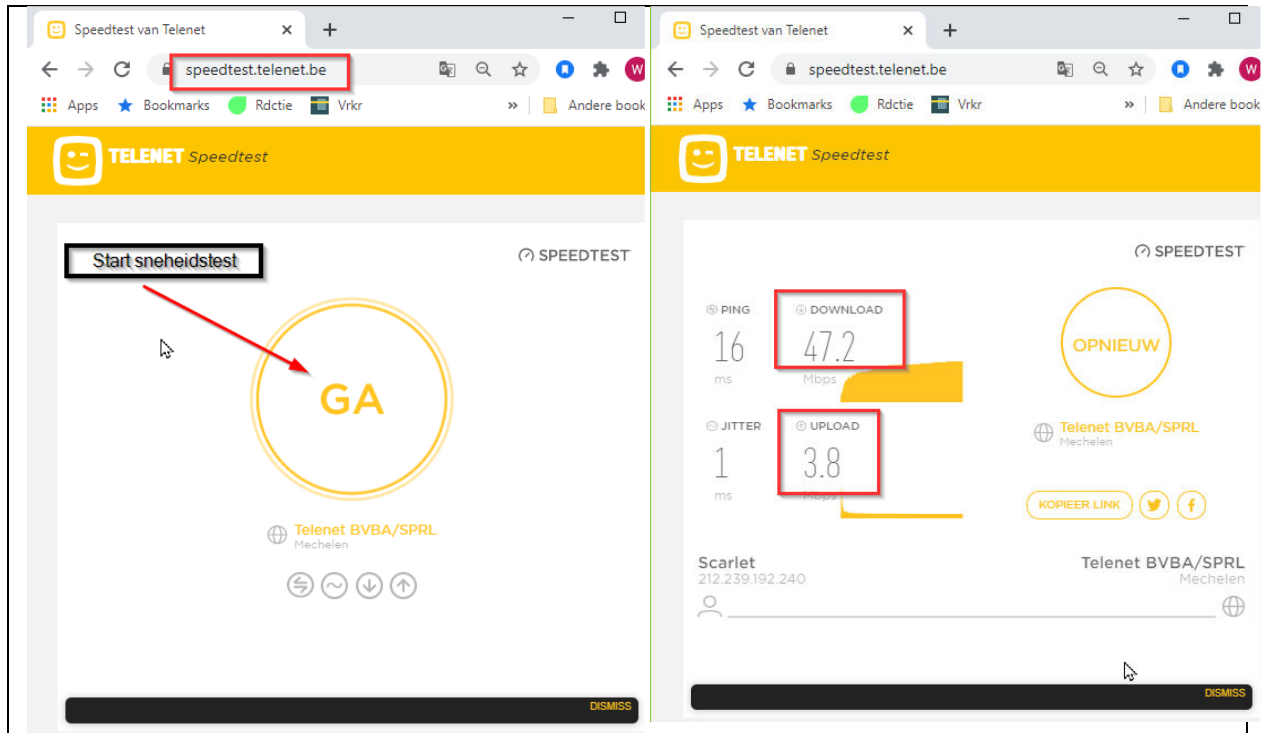 Speedtest van Telenet
speedtest.telenet.be
Apps Bookmarks Rdctie Vrkr » Andere book
TELENET Speedtest
Start sneheidstest
SPEEDTEST
GA
Telenet BVBA/SPRL
Mechelen
DISMISS
Speedtest van Telenet
speedtest.telenet.be
W
Apps Bookmarks Rdctie Vrkr » Andere book
TELENET Speedtest
SPEEDTEST
PING DOWNLOAD
16 47.2
ms Mbps
OPNIEUW
JITTER UPLOAD
1 3.8
ms Mbps
Telenet BVBA/SPRL
Mechelen
KOPIEER LINK
Scarlet Telenet BVBA/SPRL
212.239.192.240 Mechelen
DISMISS